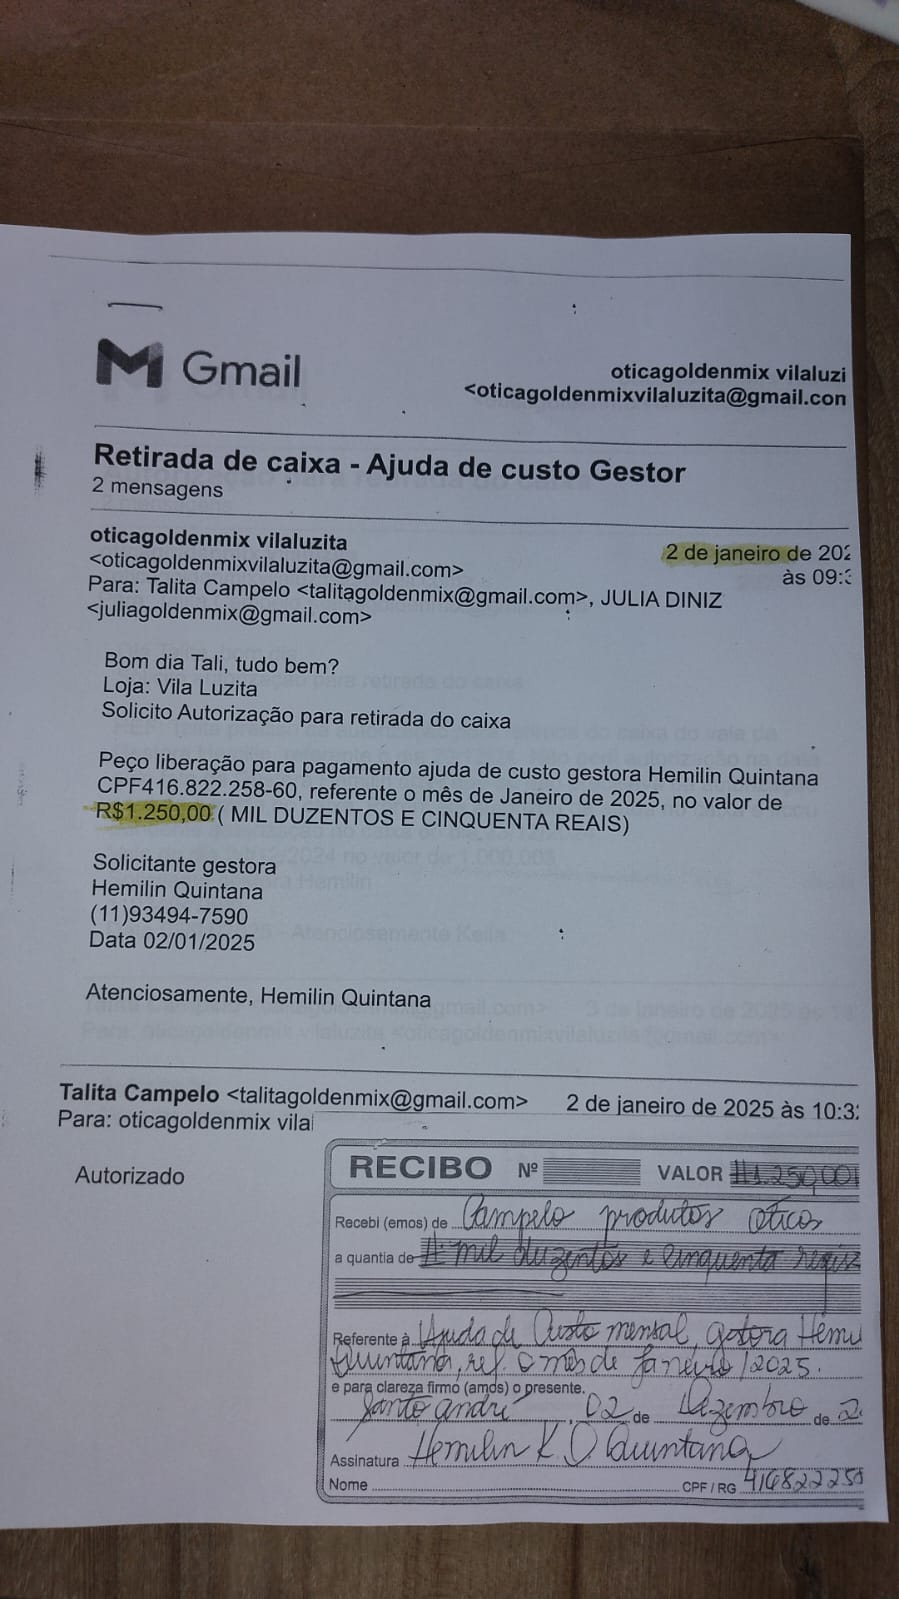 Gmail
oticagoldenmix vilaluzi
<oticagoldenmixvilaluzita@gmail.con
Retirada de caixa - Ajuda de custo Gestor
2 mensagens
oticagoldenmix vilaluzita
<oticagoldenmixvilaluzita@gmail.com>
2 de janeiro de 202
às 09:3
Para: Talita Campelo <talitagoldenmix@gmail.com>, JULIA DINIZ
<juliagoldenmix@gmail.com>
Bom dia Tali, tudo bem?
Loja: Vila Luzita
Solicito Autorização para retirada do caixa
Peço liberação para pagamento ajuda de custo gestora Hemilin Quintana
CPF416.822.258-60, referente o mês de Janeiro de 2025, no valor de
R$1.250,00 ( MIL DUZENTOS E CINQUENTA REAIS)
Solicitante gestora
Hemilin Quintana
(11)93494-7590
Data 02/01/2025
Atenciosamente, Hemilin Quintana
Talita Campelo <talitagoldenmix@gmail.com> 2 de janeiro de 2025 às 10:3
Para: oticagoldenmix vila
Autorizado
RECIBO Nº VALOR #1.250,00
Recebi (emos) de Campelo produtos oticos
a quantia de # mil duzentos e cinquenta reais
Referente à Ajuda de Custo mensal, gestora Hemi
Quintana, ref. o mês de Janeiro/2025.
e para clareza firmo (amos) o presente.
Santo andré, 02 de Dezembro de 2
Assinatura Hemilin K. O Quintana
Nome CPF / RG 416822258